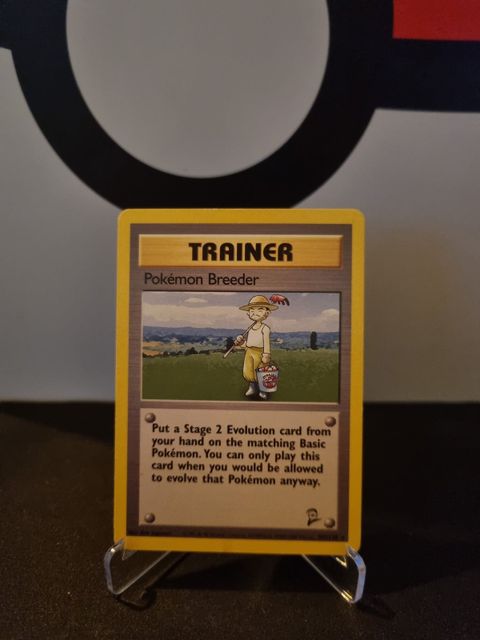 TRAINER
Pokémon Breeder
Put a Stage 2 Evolution card from
your hand on the matching Basic
Pokémon. You can only play this
card when you would be allowed
to evolve that Pokémon anyway.